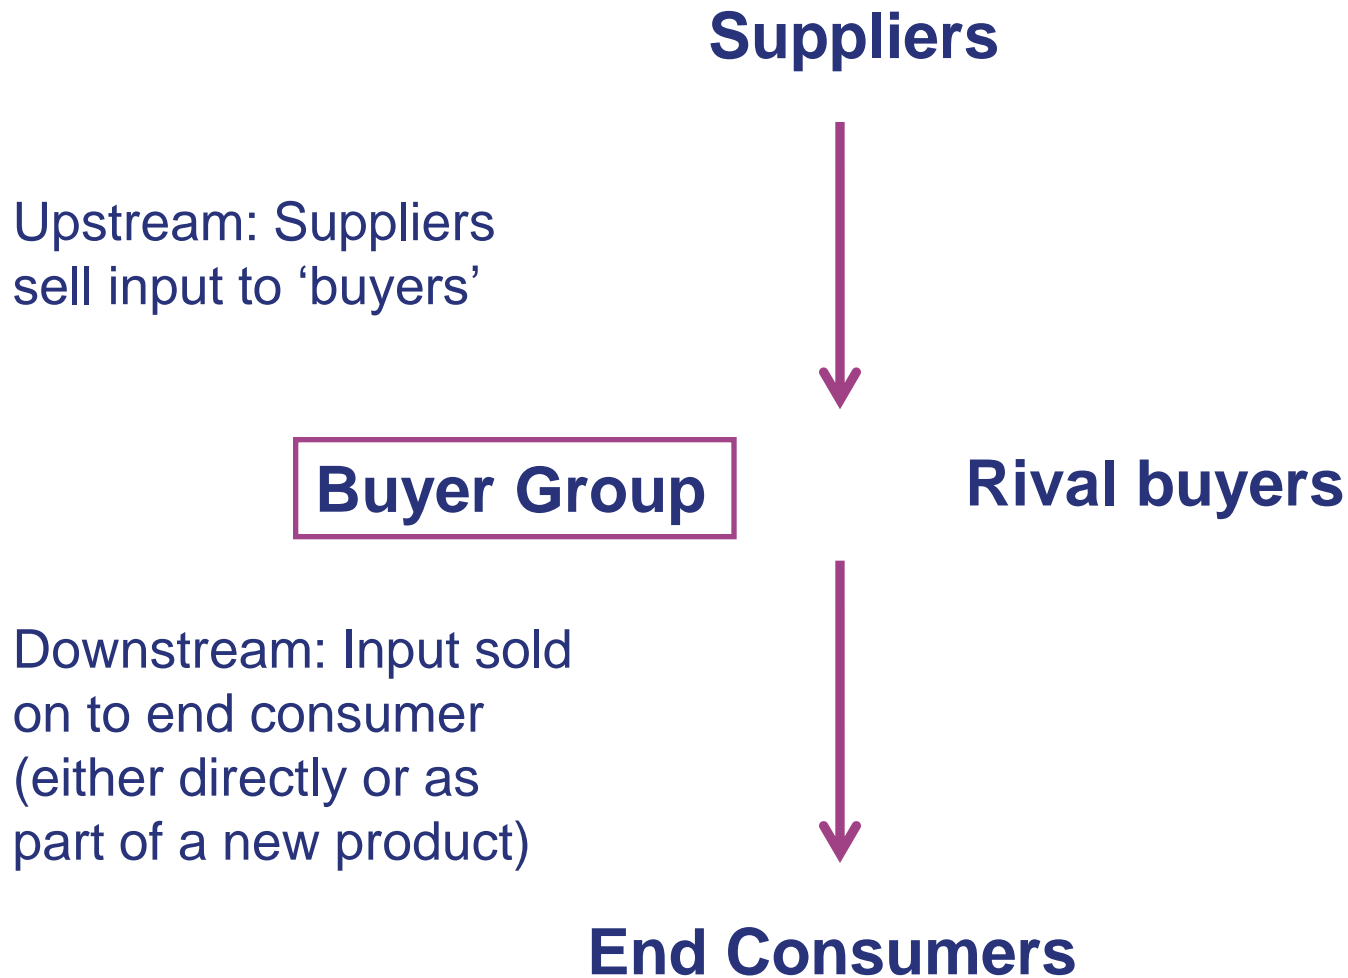 Suppliers
Upstream: Suppliers
sell input to ‘buyers’
Buyer Group
Rival buyers
Downstream: Input sold
on to end consumer
(either directly or as
part of a new product)
End Consumers